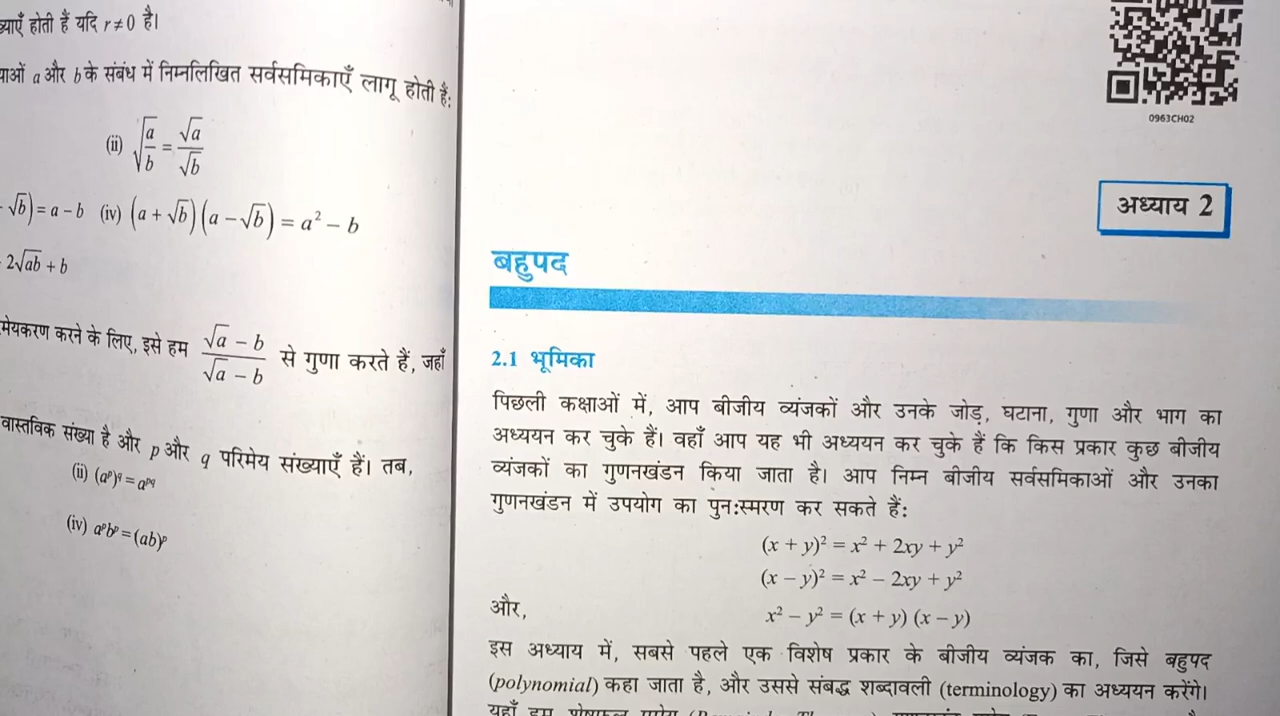 होती हैं यदि r ≠ 0 है।
a और b के संबंध में निम्नलिखित सर्वसमिकाएँ लागू होती हैं:
(ii) √(a/b) = √a/√b
√b) = a – b (iv) (a + √b) (a – √b) = a² – b
2√ab + b
करने के लिए, इसे हम (√a – b)/(√a – b) से गुणा करते हैं, जहाँ
वास्तविक संख्या है और p और q परिमेय संख्याएँ हैं। तब,
(ii) (aᵖ)^q = a^pq
(iv) aᵖbᵖ = (ab)ᵖ
0963CH02
अध्याय 2
बहुपद
2.1 भूमिका
पिछली कक्षाओं में, आप बीजीय व्यंजकों और उनके जोड़, घटाना, गुणा और भाग का
अध्ययन कर चुके हैं। वहाँ आप यह भी अध्ययन कर चुके हैं कि किस प्रकार कुछ बीजीय
व्यंजकों का गुणनखंडन किया जाता है। आप निम्न बीजीय सर्वसमिकाओं और उनका
गुणनखंडन में उपयोग का पुनःस्मरण कर सकते हैं:
(x + y)² = x² + 2xy + y²
(x – y)² = x² – 2xy + y²
और, x² – y² = (x + y) (x – y)
इस अध्याय में, सबसे पहले एक विशेष प्रकार के बीजीय व्यंजक का, जिसे बहुपद
(polynomial) कहा जाता है, और उससे संबद्ध शब्दावली (terminology) का अध्ययन करेंगे।
यहाँ हम